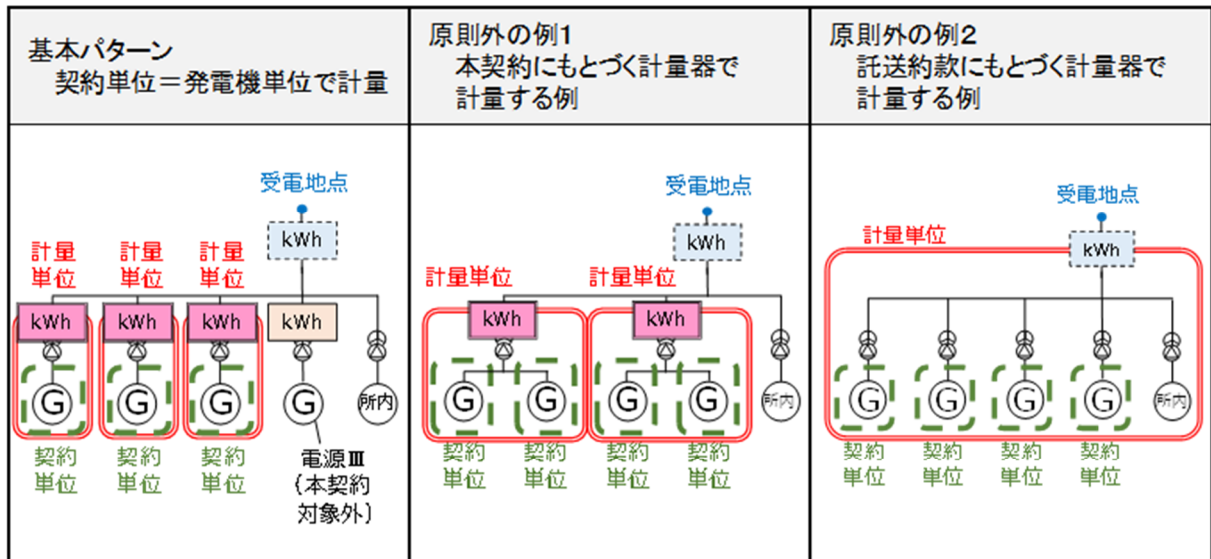 基本パターン
契約単位＝発電機単位で計量
原則外の例1
本契約にもとづく計量器で
計量する例
原則外の例2
託送約款にもとづく計量器で
計量する例
受電地点
kWh
計量
単位
計量
単位
計量
単位
kWh
kWh
kWh
kWh
G
G
G
G
所内
契約
単位
契約
単位
契約
単位
電源Ⅲ
(本契約
対象外)
受電地点
kWh
計量単位
計量単位
kWh
kWh
G
G
G
G
所内
契約
単位
契約
単位
契約
単位
契約
単位
受電地点
計量単位
kWh
G
G
G
G
所内
契約
単位
契約
単位
契約
単位
契約
単位